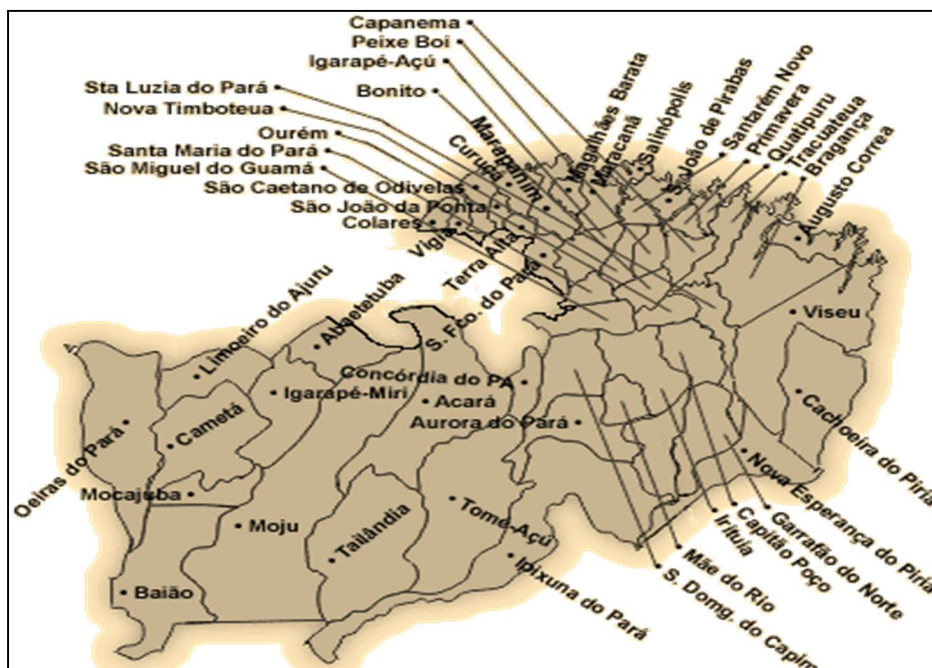 Capanema
Peixe Boi
Igarapé-Açú
Sta Luzia do Pará
Bonito
Nova Timboteua
Ourém
Santa Maria do Pará
São Miguel do Guamá
São Caetano de Odivelas
São João da Ponta
Colares
Vigia
Terra Alta
S. Fco. do Pará
Curuçá
Marapanim
Magalhães Barata
Maracanã
Salinópolis
S. João de Pirabas
Santarém Novo
Primavera
Quatipuru
Tracuateua
Bragança
Augusto Correa
Viseu
Limoeiro do Ajuru
Abaetetuba
Concórdia do PA
Igarapé-Miri
Acará
Cametá
Aurora do Pará
Oeiras do Pará
Cachoeira do Piriá
Mocajuba
Moju
Tailândia
Tomé-Açú
Nova Esperança do Piriá
Garrafão do Norte
Capitão Poço
Irituia
Mãe do Rio
S. Domg. do Capim
Ipixuna do Pará
Baião